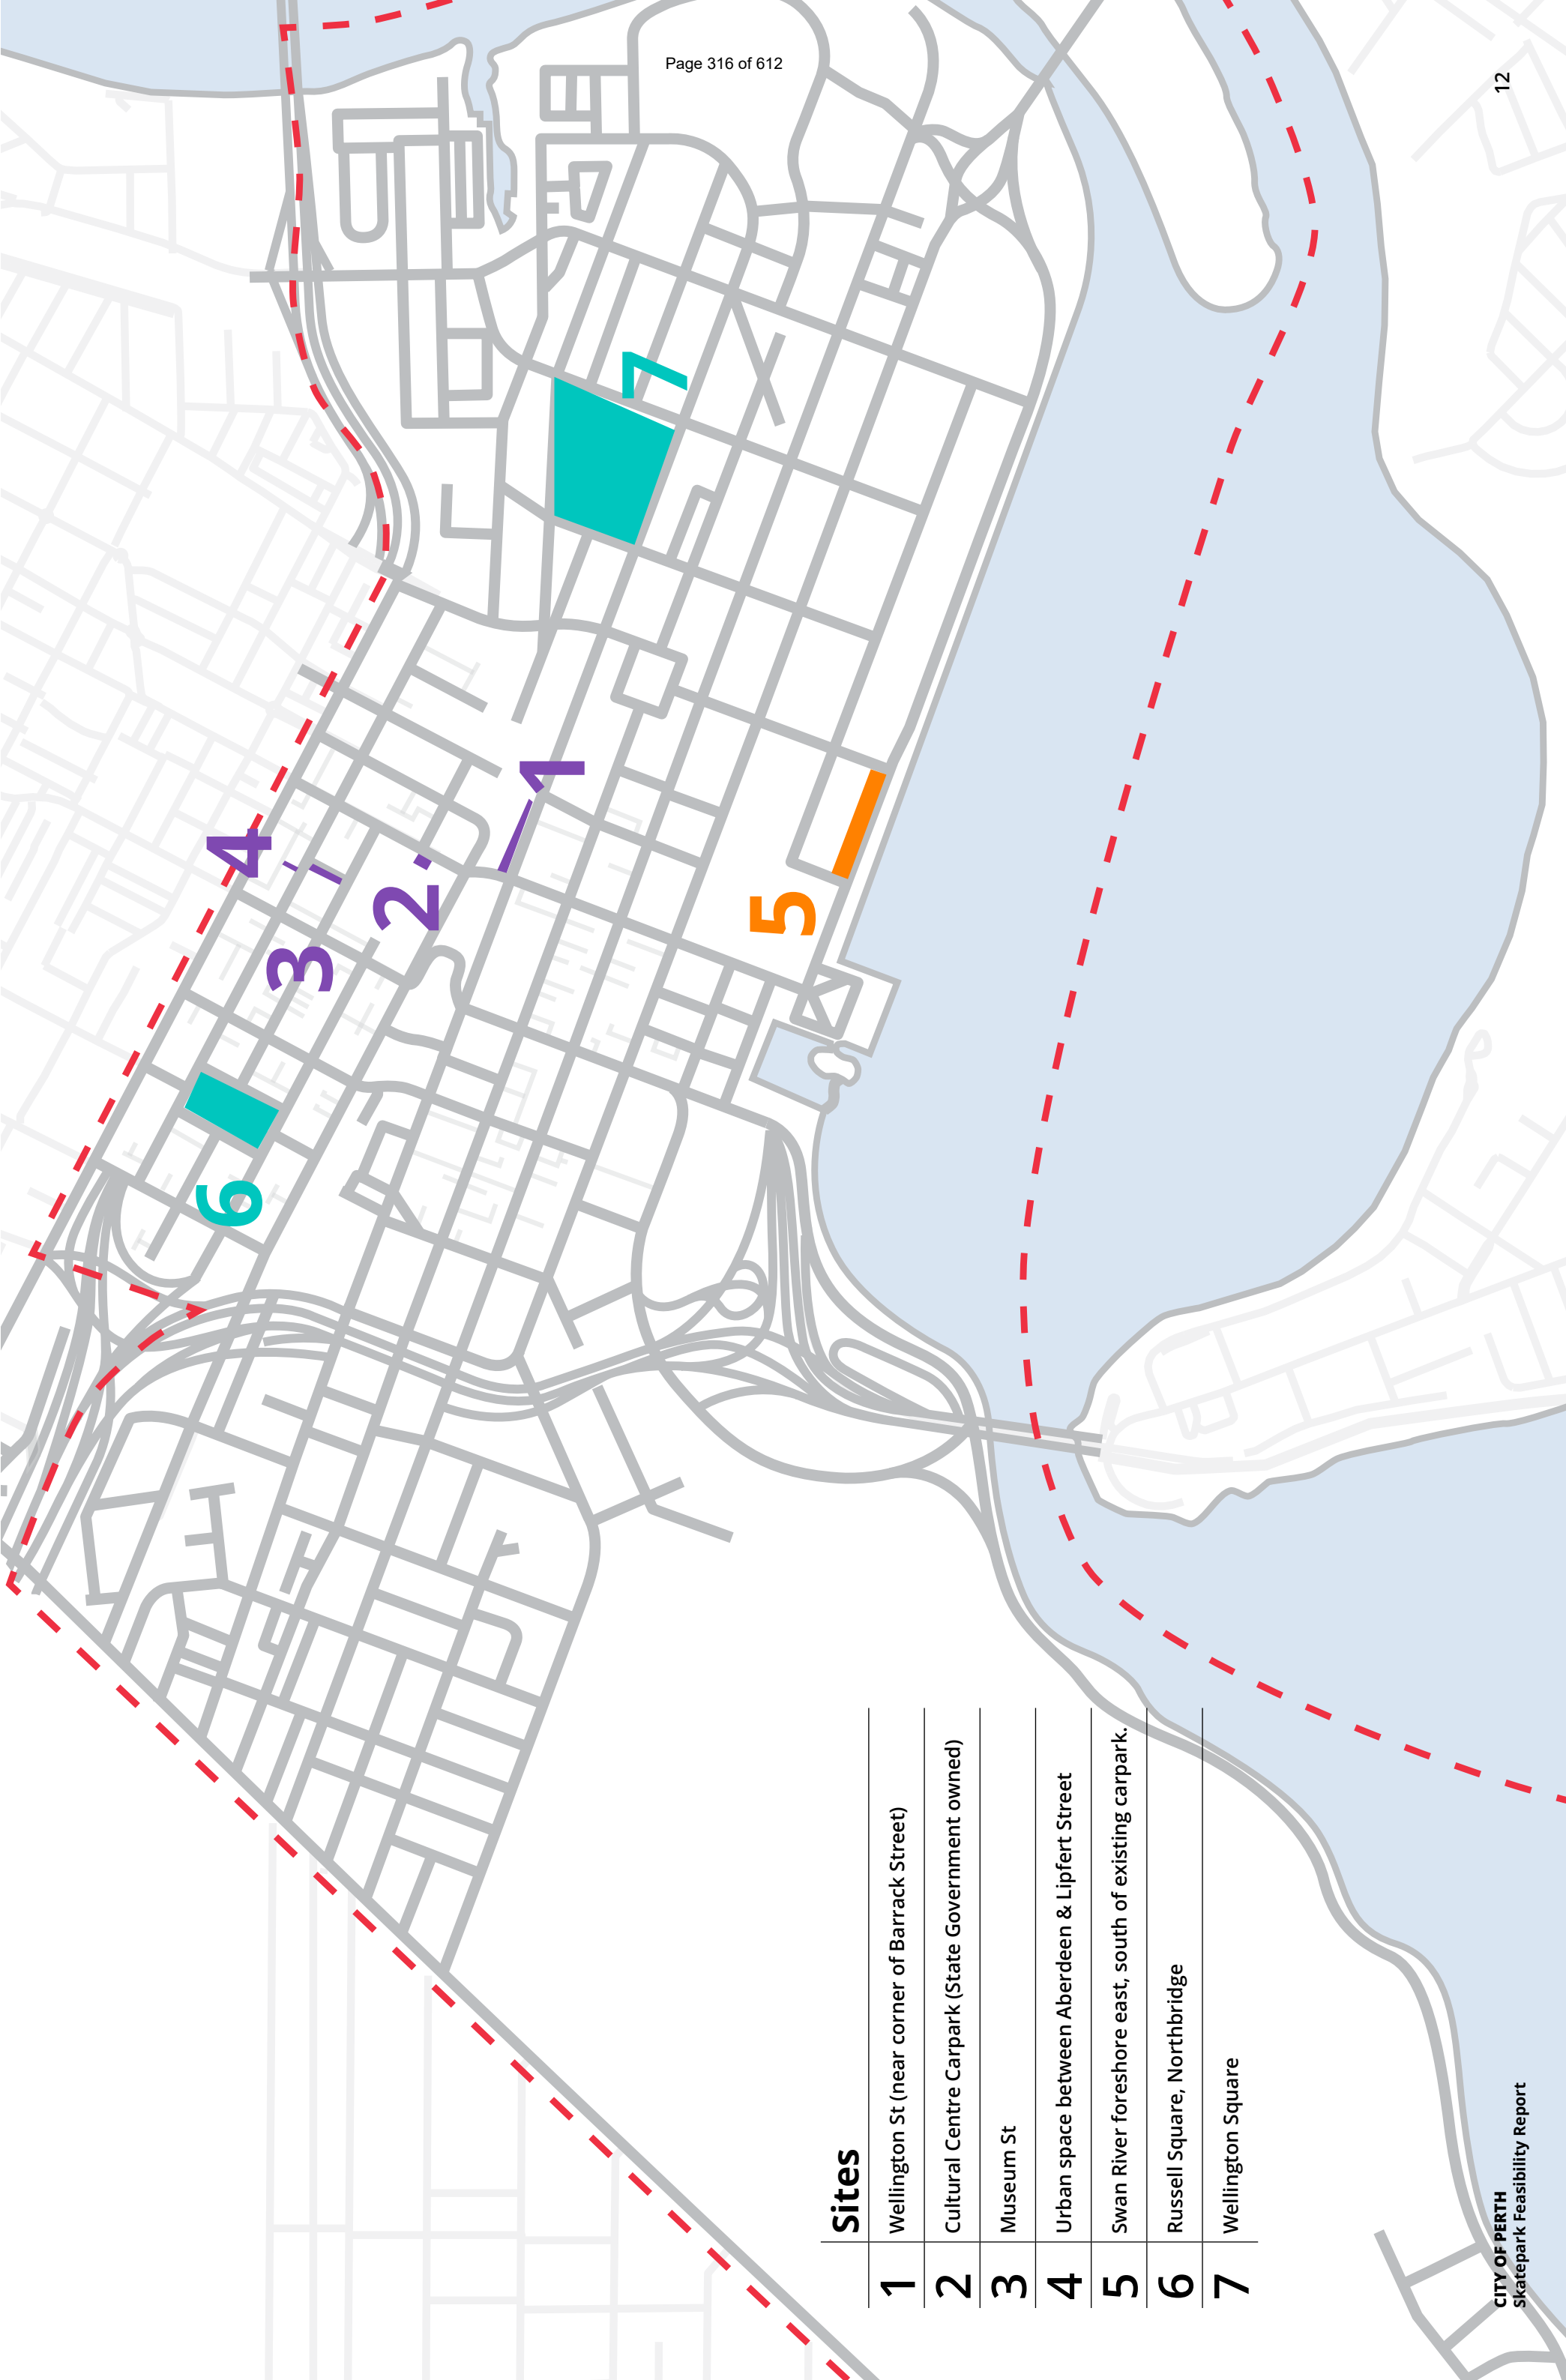 Page 316 of 612
4
3
2
1
7
6
5
Sites
1 Wellington St (near corner of Barrack Street)
2 Cultural Centre Carpark (State Government owned)
3 Museum St
4 Urban space between Aberdeen & Lipfert Street
5 Swan River foreshore east, south of existing carpark.
6 Russell Square, Northbridge
7 Wellington Square
CITY OF PERTH
Skatepark Feasibility Report
12